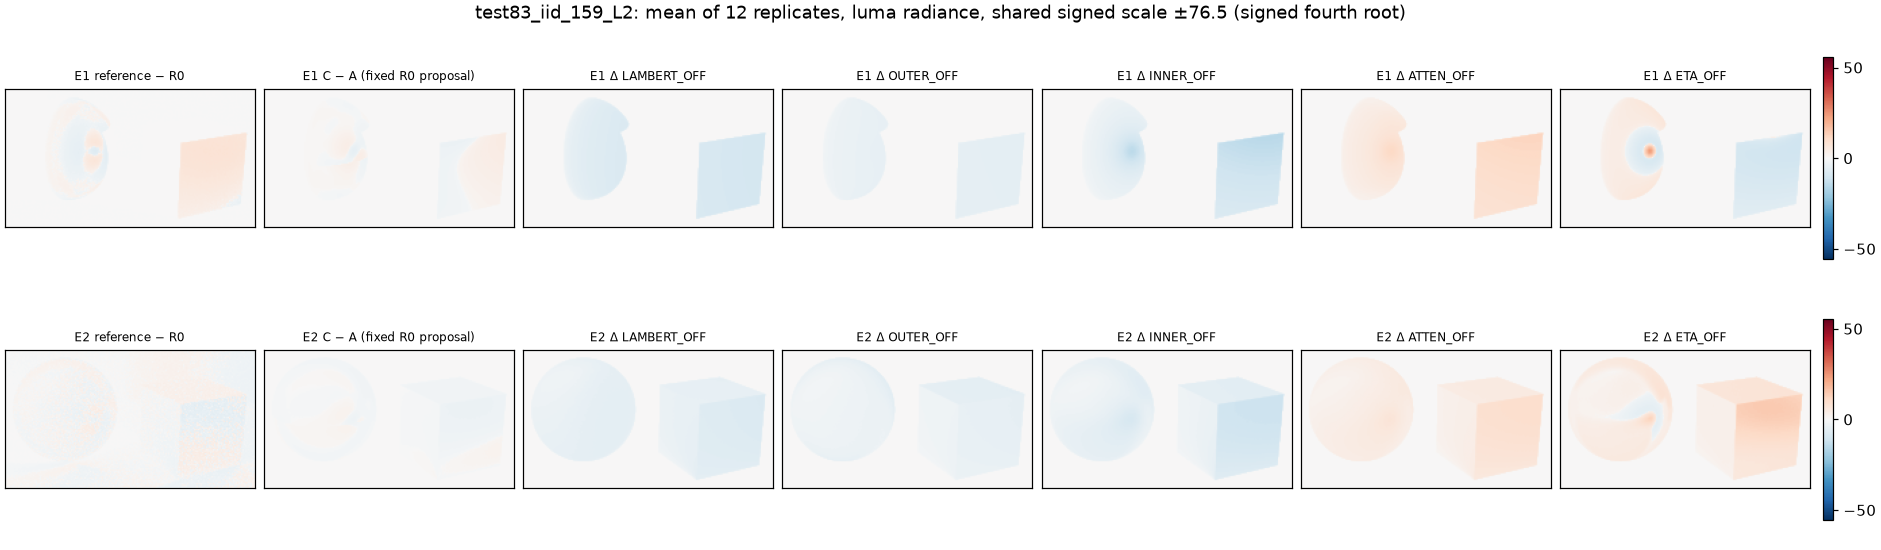 test83_iid_159_L2: mean of 12 replicates, luma radiance, shared signed scale ±76.5 (signed fourth root)
E1 reference − R0
E1 C − A (fixed R0 proposal)
E1 Δ LAMBERT_OFF
E1 Δ OUTER_OFF
E1 Δ INNER_OFF
E1 Δ ATTEN_OFF
E1 Δ ETA_OFF
50
0
−50
E2 reference − R0
E2 C − A (fixed R0 proposal)
E2 Δ LAMBERT_OFF
E2 Δ OUTER_OFF
E2 Δ INNER_OFF
E2 Δ ATTEN_OFF
E2 Δ ETA_OFF
50
0
−50